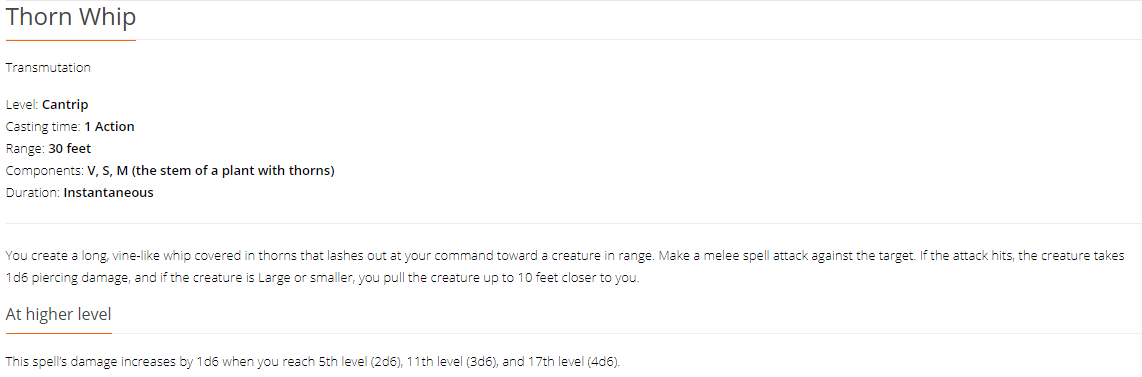 Thorn Whip
Transmutation
Level: Cantrip
Casting time: 1 Action
Range: 30 feet
Components: V, S, M (the stem of a plant with thorns)
Duration: Instantaneous
You create a long, vine-like whip covered in thorns that lashes out at your command toward a creature in range. Make a melee spell attack against the target. If the attack hits, the creature takes
1d6 piercing damage, and if the creature is Large or smaller, you pull the creature up to 10 feet closer to you.
At higher level
This spell's damage increases by 1d6 when you reach 5th level (2d6), 11th level (3d6), and 17th level (4d6).